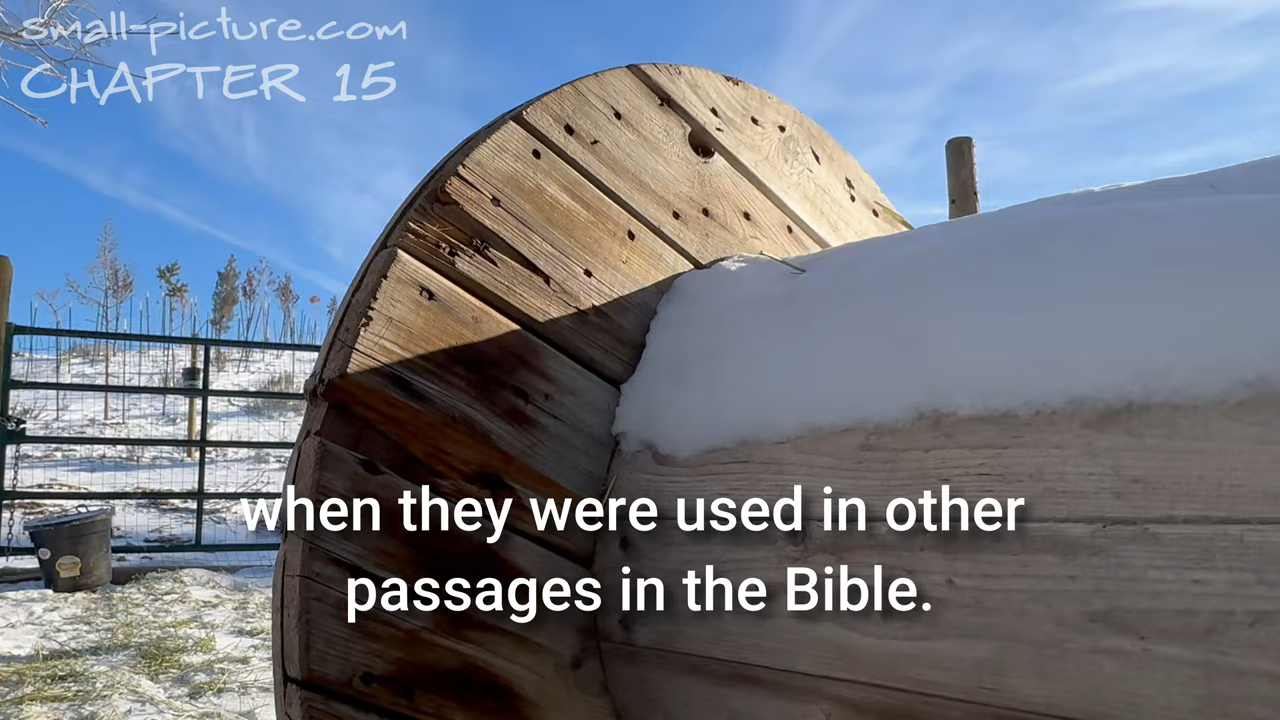 small-picture.com
CHAPTER 15
when they were used in other
passages in the Bible.